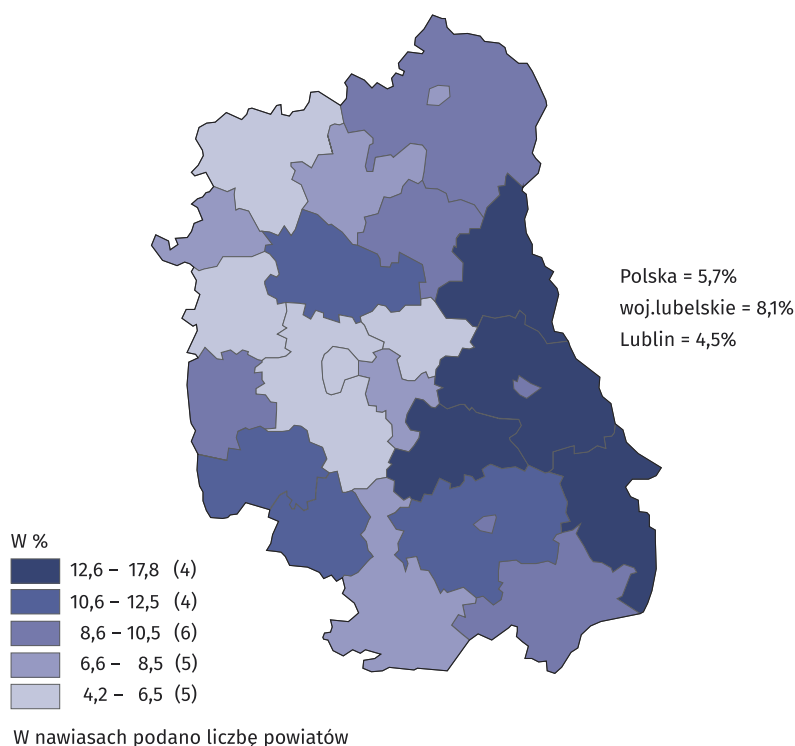 Polska = 5,7%
woj.lubelskie = 8,1%
Lublin = 4,5%
W %
12,6 – 17,8 (4)
10,6 – 12,5 (4)
8,6 – 10,5 (6)
6,6 – 8,5 (5)
4,2 – 6,5 (5)
W nawiasach podano liczbę powiatów